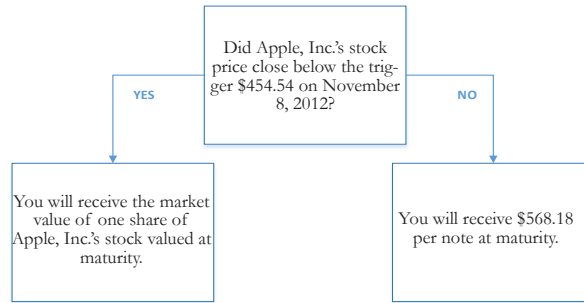 Did Apple, Inc.'s stock
price close below the trig-
ger $454.54 on November
8, 2012?
YES
NO
You will receive the market
value of one share of
Apple, Inc.'s stock valued at
maturity.
You will receive $568.18
per note at maturity.